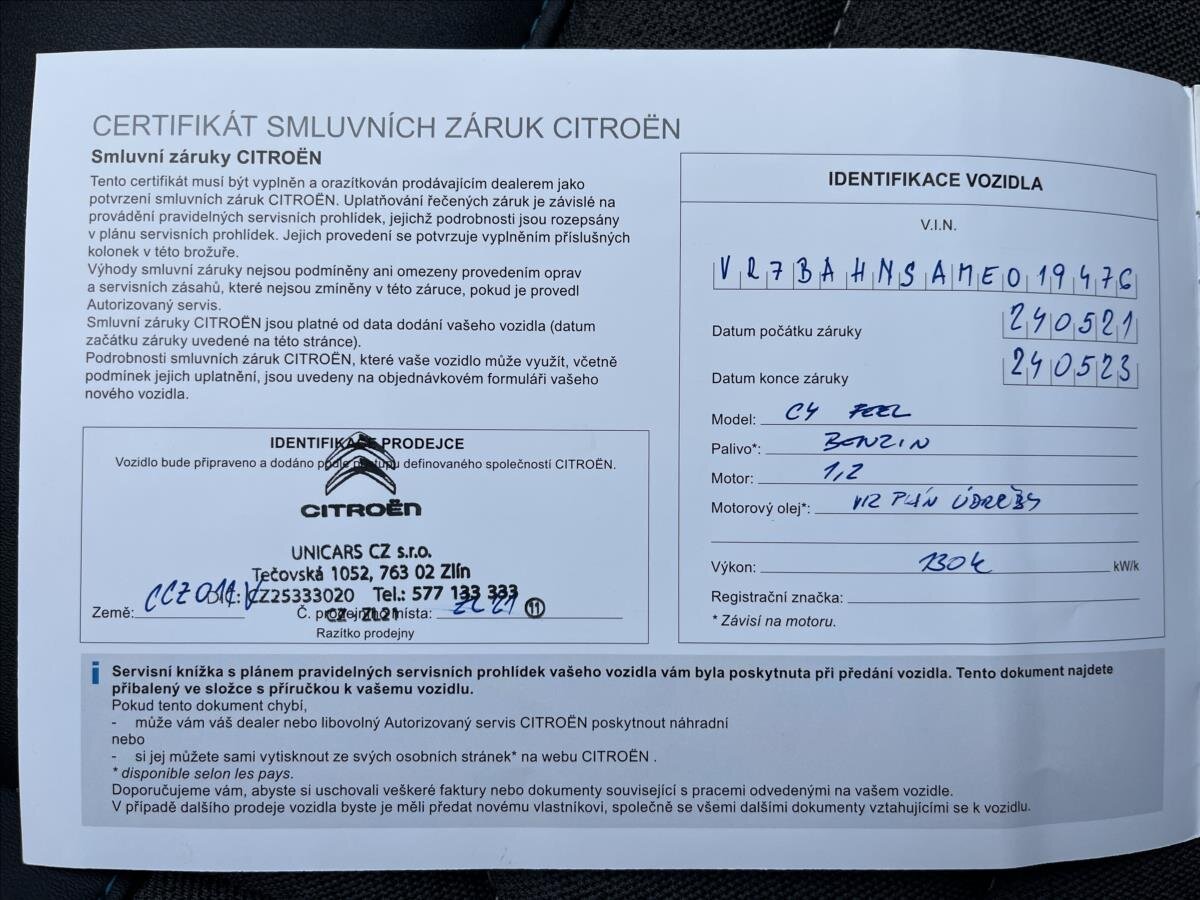 CERTIFIKÁT SMLUVNÍCH ZÁRUK CITROËN
Smluvní záruky CITROËN
Tento certifikát musí být vyplněn a orazítkován prodávajícím dealerem jako
potvrzení smluvních záruk CITROËN. Uplatňování řečených záruk je závislé na
provádění pravidelných servisních prohlídek, jejichž podrobnosti jsou rozepsány
v plánu servisních prohlídek. Jejich provedení se potvrzuje vyplněním příslušných
kolonek v této brožuře.
Výhody smluvní záruky nejsou podmíněny ani omezeny provedením oprav
a servisních zásahů, které nejsou zmíněny v této záruce, pokud je provedl
Autorizovaný servis.
Smluvní záruky CITROËN jsou platné od data dodání vašeho vozidla (datum
začátku záruky uvedené na této stránce).
Podrobnosti smluvních záruk CITROËN, které vaše vozidlo může využít, včetně
podmínek jejich uplatnění, jsou uvedeny na objednávkovém formuláři vašeho
nového vozidla.
IDENTIFIKACE PRODEJCE
Vozidlo bude připraveno a dodáno podle postupu definovaného společností CITROËN.
CITROËN
UNICARS CZ s.r.o.
Tečovská 1052, 763 02 Zlín
DIČ: CZ25333020 Tel.: 577 133 333
CZ ZL21
Země: CCZ011V Č. prodejního místa: ZL21 11
Razítko prodejny
IDENTIFIKACE VOZIDLA
V.I.N.
VR7BAHNSAME019476
Datum počátku záruky 240521
Datum konce záruky 240523
Model: C4 FEEL
Palivo*: BENZIN
Motor: 1,2
Motorový olej*: VIZ PLÁN ÚDRŽBY
Výkon: 130k kW/k
Registrační značka:
* Závisí na motoru.
i Servisní knížka s plánem pravidelných servisních prohlídek vašeho vozidla vám byla poskytnuta při předání vozidla. Tento dokument najdete
přibalený ve složce s příručkou k vašemu vozidlu.
Pokud tento dokument chybí,
- může vám váš dealer nebo libovolný Autorizovaný servis CITROËN poskytnout náhradní
nebo
- si jej můžete sami vytisknout ze svých osobních stránek* na webu CITROËN .
* disponible selon les pays.
Doporučujeme vám, abyste si uschovali veškeré faktury nebo dokumenty související s pracemi odvedenými na vašem vozidle.
V případě dalšího prodeje vozidla byste je měli předat novému vlastníkovi, společně se všemi dalšími dokumenty vztahujícími se k vozidlu.